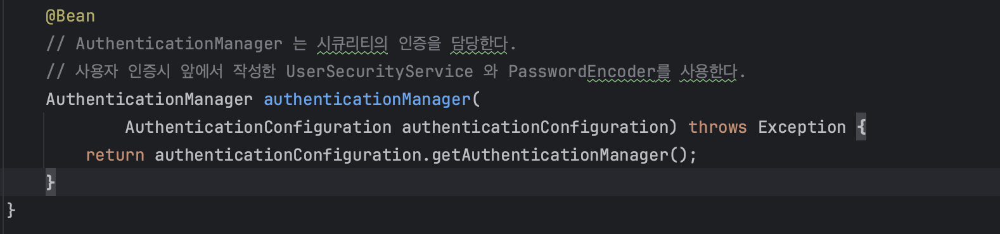 @Bean
// AuthenticationManager 는 시큐리티의 인증을 담당한다.
// 사용자 인증시 앞에서 작성한 UserSecurityService 와 PasswordEncoder를 사용한다.
AuthenticationManager authenticationManager(
AuthenticationConfiguration authenticationConfiguration) throws Exception {
return authenticationConfiguration.getAuthenticationManager();
}
}